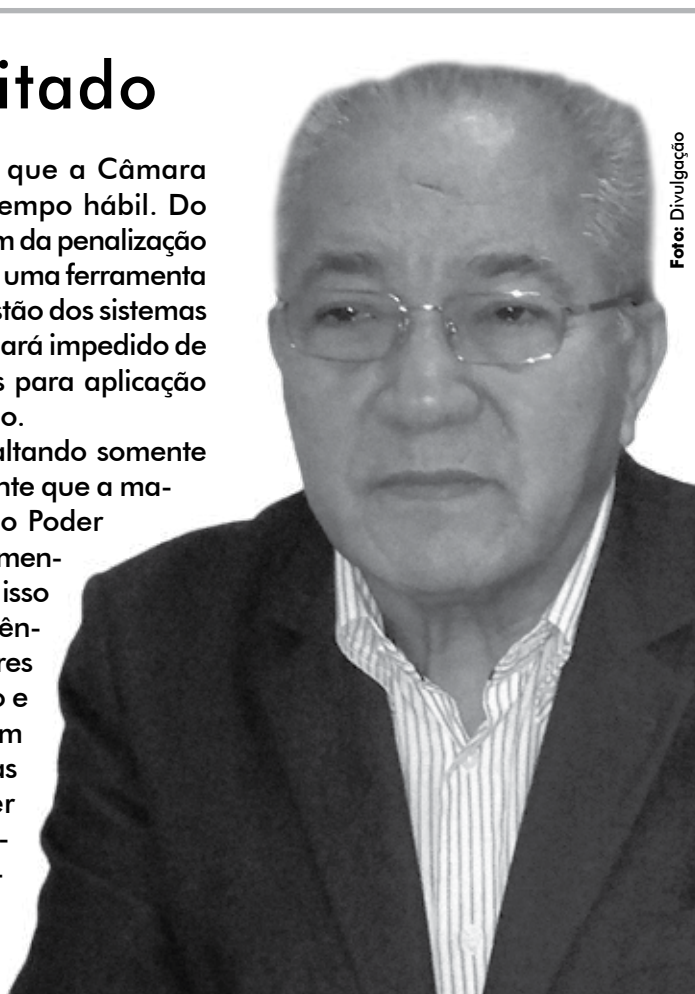 itado
que a Câmara
empo hábil. Do
m da penalização
uma ferramenta
stão dos sistemas
ará impedido de
s para aplicação
o.
altando somente
nte que a ma-
o Poder
men-
isso
ên-
res
o e
m
as
er
-
.
Foto: Divulgação